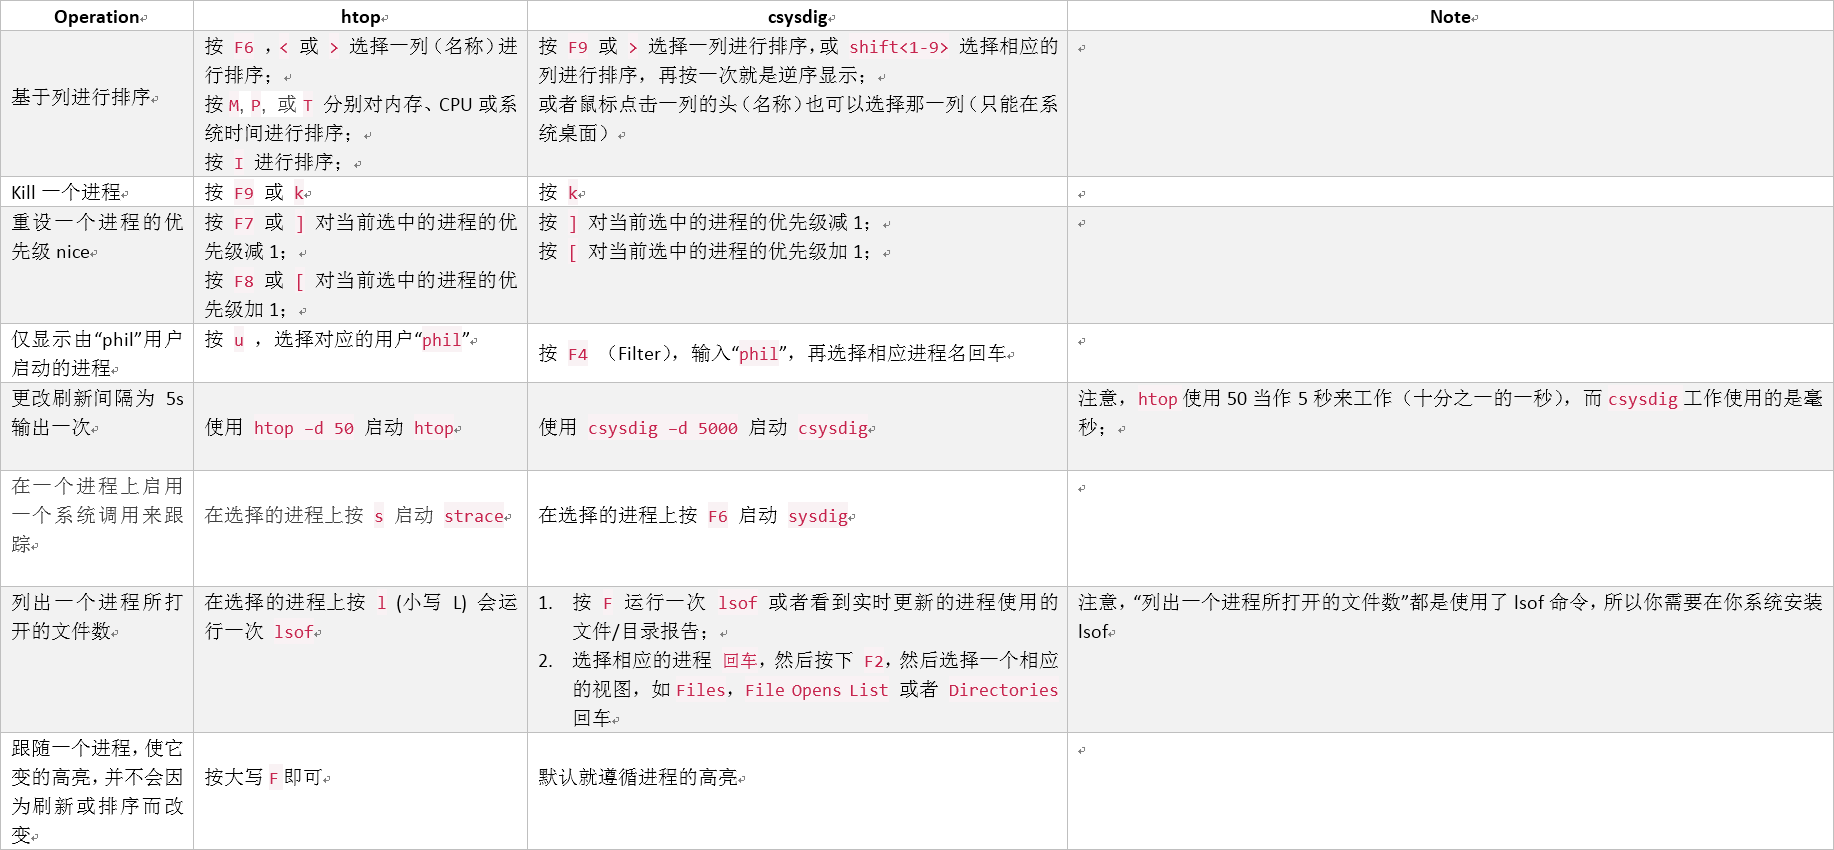 Operation
htop
csysdig
Note
基于列进行排序
按 F6 ，< 或 > 选择一列（名称）进
行排序；
按 M, P, 或 T 分别对内存、CPU 或系
统时间进行排序；
按 I 进行排序；
按 F9 或 > 选择一列进行排序，或 shift<1-9> 选择相应的
列进行排序，再按一次就是逆序显示；
或者鼠标点击一列的头（名称）也可以选择那一列（只能在系
统桌面）
Kill 一个进程
按 F9 或 k
按 k
重设一个进程的优
先级 nice
按 F7 或 ] 对当前选中的进程的优
先级减 1；
按 F8 或 [ 对当前选中的进程的优
先级加 1；
按 ] 对当前选中的进程的优先级减 1；
按 [ 对当前选中的进程的优先级加 1；
仅显示由“phil”用户
启动的进程
按 u ，选择对应的用户“phil”
按 F4 （Filter），输入“phil”，再选择相应进程名回车
更改刷新间隔为 5s
输出一次
使用 htop –d 50 启动 htop
使用 csysdig –d 5000 启动 csysdig
注意，htop 使用 50 当作 5 秒来工作（十分之一的一秒），而 csysdig 工作使用的是毫
秒；
在一个进程上启用
一个系统调用来跟
踪
在选择的进程上按 s 启动 strace
在选择的进程上按 F6 启动 sysdig
列出一个进程所打
开的文件数
在选择的进程上按 l (小写 L) 会运
行一次 lsof
1. 按 F 运行一次 lsof 或者看到实时更新的进程使用的
文件/目录报告；
2. 选择相应的进程 回车，然后按下 F2，然后选择一个相应
的视图，如 Files，File Opens List 或者 Directories
回车
注意，“列出一个进程所打开的文件数”都是使用了 lsof 命令，所以你需要在你系统安装
lsof
跟随一个进程，使它
变的高亮，并不会因
为刷新或排序而改
变
按大写 F 即可
默认就遵循进程的高亮